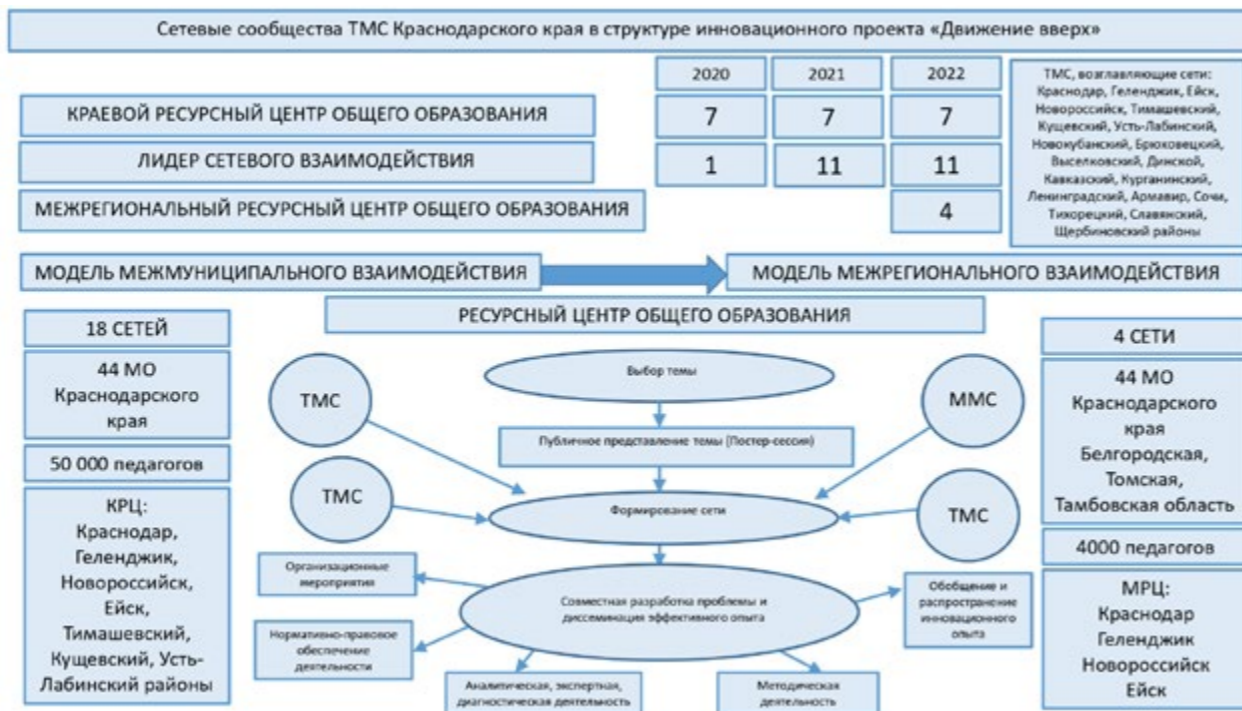 Сетевые сообщества ТМС Краснодарского края в структуре инновационного проекта «Движение вверх»
2020
2021
2022
КРАЕВОЙ РЕСУРСНЫЙ ЦЕНТР ОБЩЕГО ОБРАЗОВАНИЯ
7
7
7
ЛИДЕР СЕТЕВОГО ВЗАИМОДЕЙСТВИЯ
1
11
11
МЕЖРЕГИОНАЛЬНЫЙ РЕСУРСНЫЙ ЦЕНТР ОБЩЕГО ОБРАЗОВАНИЯ
4
ТМС, возглавляющие сети:
Краснодар, Геленджик, Ейск,
Новороссийск, Тимашевский,
Кущевский, Усть-Лабинский,
Новокубанский, Брюховецкий,
Выселковский, Динской,
Кавказский, Курганинский,
Ленинградский, Армавир, Сочи,
Тихорецкий, Славянский,
Щербиновский районы
МОДЕЛЬ МЕЖМУНИЦИПАЛЬНОГО ВЗАИМОДЕЙСТВИЯ
МОДЕЛЬ МЕЖРЕГИОНАЛЬНОГО ВЗАИМОДЕЙСТВИЯ
РЕСУРСНЫЙ ЦЕНТР ОБЩЕГО ОБРАЗОВАНИЯ
18 СЕТЕЙ
44 МО
Краснодарского
края
50 000 педагогов
КРЦ:
Краснодар,
Геленджик,
Новороссийск,
Ейск,
Тимашевский,
Кущевский, Усть-
Лабинский районы
ТМС
ТМС
Выбор темы
Публичное представление темы (Постер-сессия)
Формирование сети
ММС
ТМС
Организационные
мероприятия
Нормативно-правовое
обеспечение
деятельности
Совместная разработка проблемы и
диссеминация эффективного опыта
Обобщение и
распространение
инновационного
опыта
Аналитическая, экспертная,
диагностическая деятельность
Методическая
деятельность
4 СЕТИ
44 МО
Краснодарского
края
Белгородская,
Томская,
Тамбовская область
4000 педагогов
МРЦ:
Краснодар
Геленджик
Новороссийск
Ейск